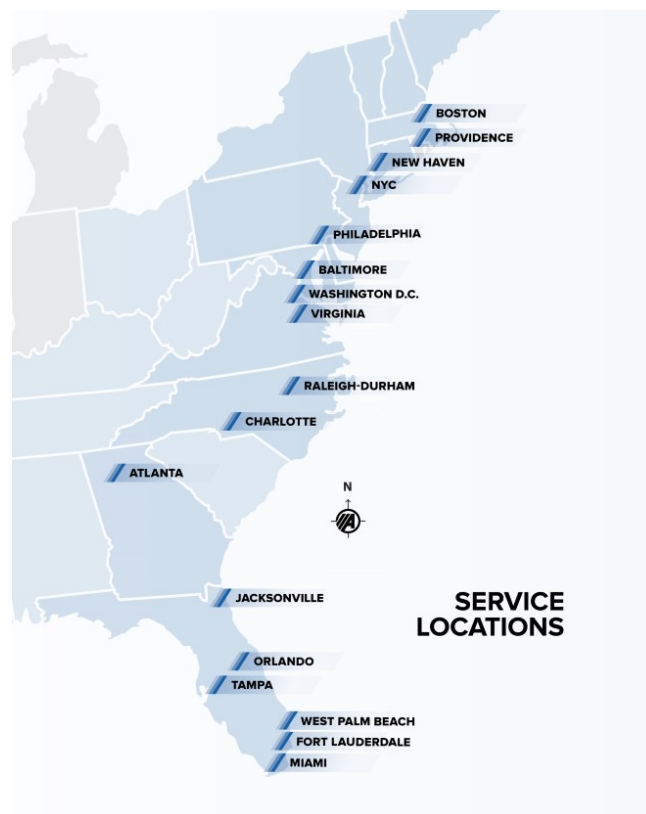 BOSTON
PROVIDENCE
NEW HAVEN
NYC
PHILADELPHIA
BALTIMORE
WASHINGTON D.C.
VIRGINIA
RALEIGH-DURHAM
CHARLOTTE
ATLANTA
N
A
JACKSONVILLE
SERVICE
LOCATIONS
ORLANDO
TAMPA
WEST PALM BEACH
FORT LAUDERDALE
MIAMI